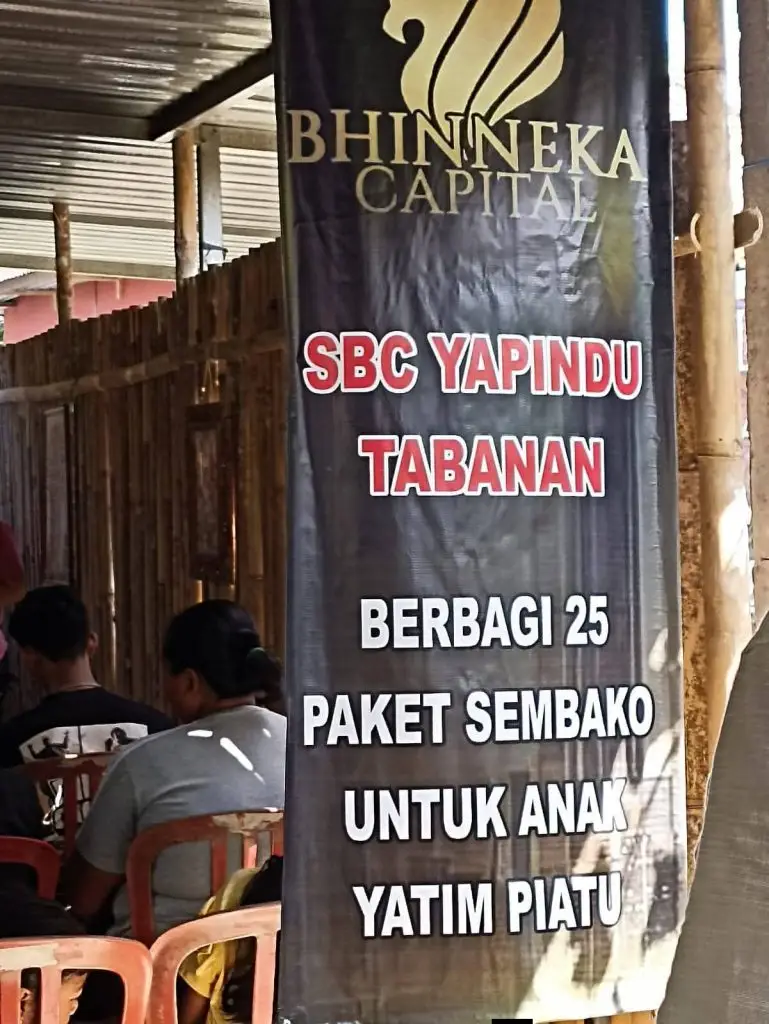 BHINNEKA
CAPITAL
SBC YAPINDU
TABANAN
BERBAGI 25
PAKET SEMBAKO
UNTUK ANAK
YATIM PIATU